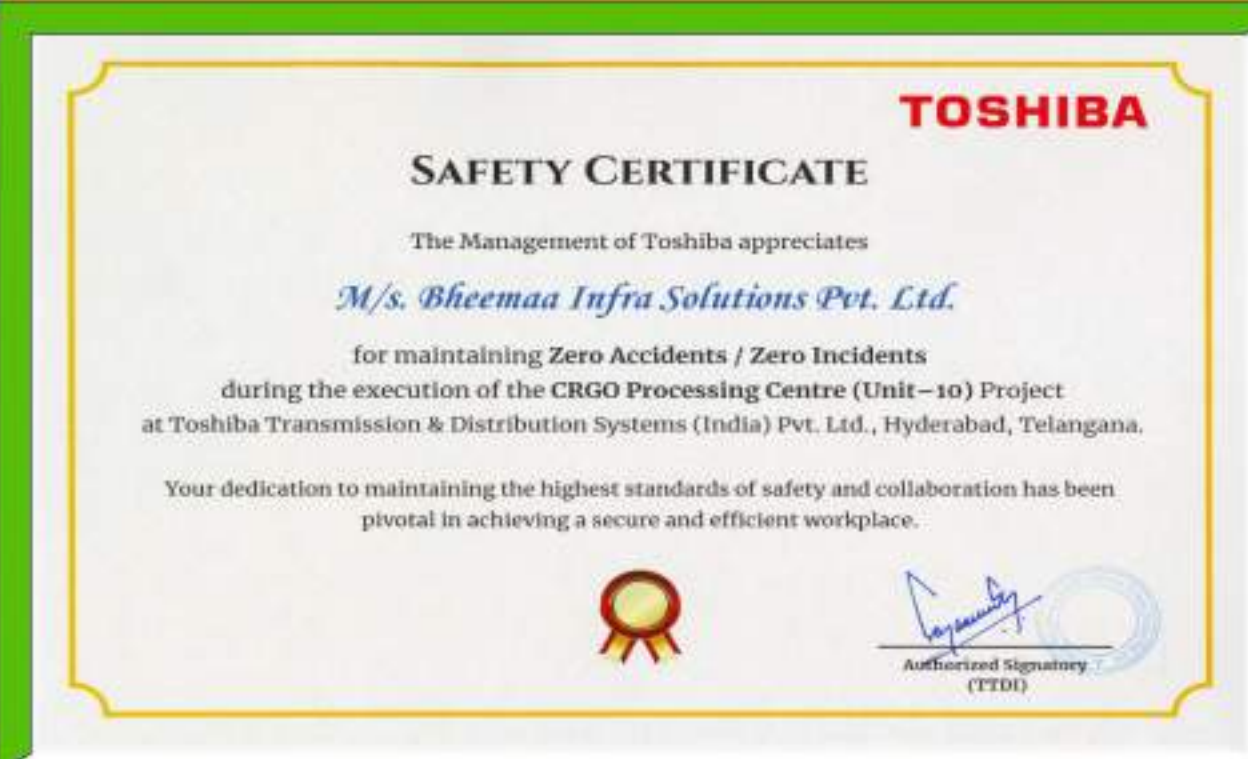 TOSHIBA
SAFETY CERTIFICATE
The Management of Toshiba appreciates
M/s. Bheemaa Infra Solutions Pvt. Ltd.
for maintaining Zero Accidents / Zero Incidents
during the execution of the CRGO Processing Centre (Unit–10) Project
at Toshiba Transmission & Distribution Systems (India) Pvt. Ltd., Hyderabad, Telangana.
Your dedication to maintaining the highest standards of safety and collaboration has been
pivotal in achieving a secure and efficient workplace.
Authorized Signatory
(TTDI)